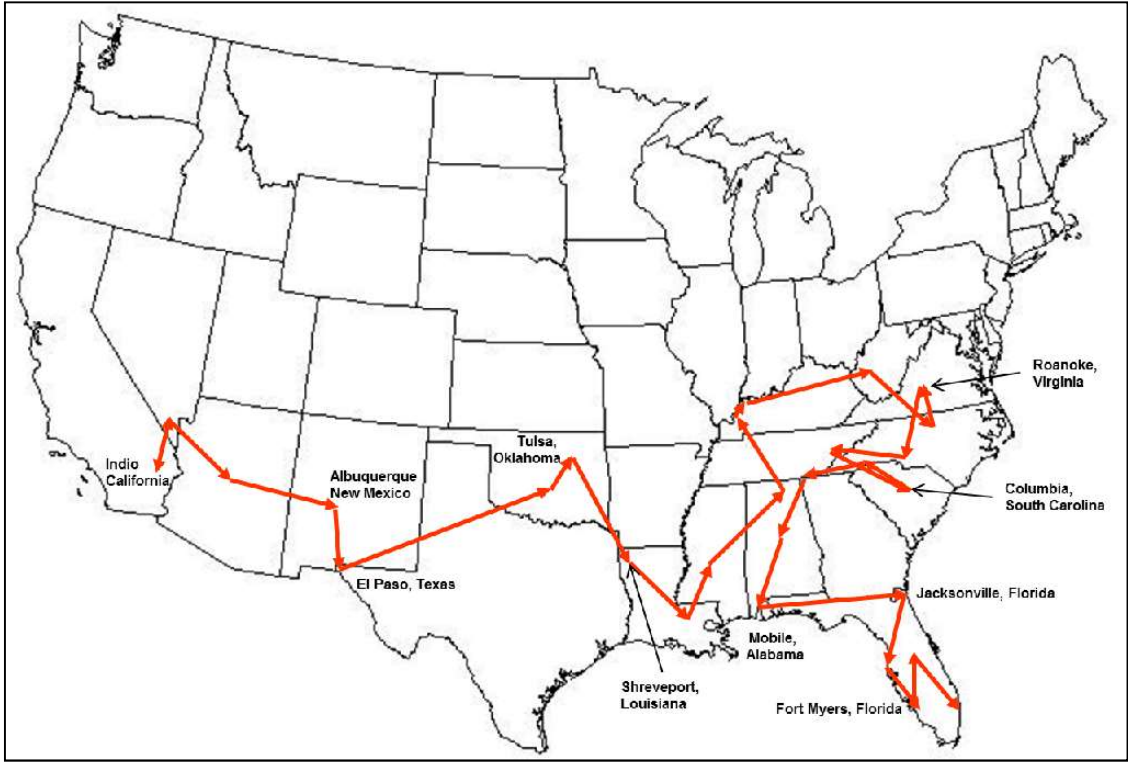 Roanoke,
Virginia
Tulsa,
Oklahoma
Indio
California
Albuquerque
New Mexico
Columbia,
South Carolina
El Paso, Texas
Jacksonville, Florida
Mobile,
Alabama
Shreveport,
Louisiana
Fort Myers, Florida